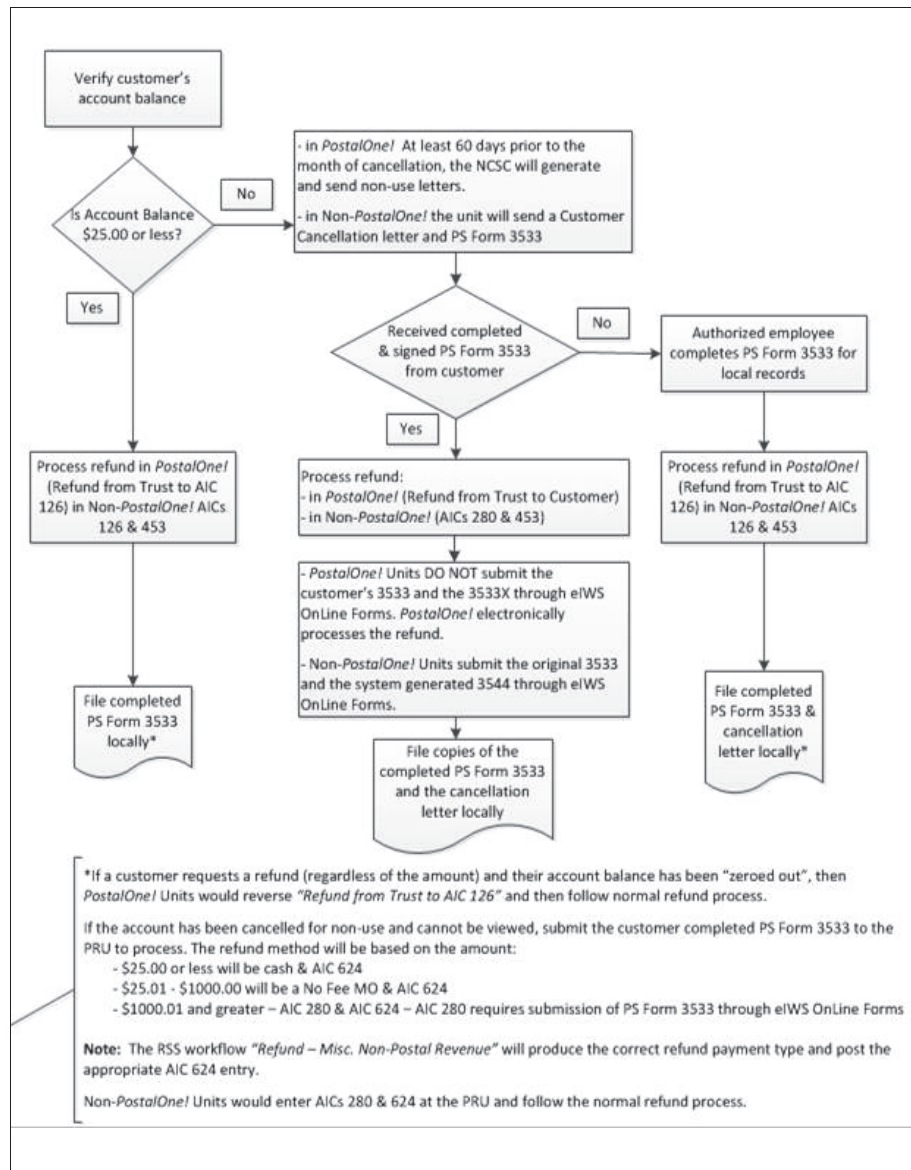 Verify customer's
account balance
Is Account Balance
$25.00 or less?
No
Yes
- in PostalOne! At least 60 days prior to the
month of cancellation, the NCSC will generate
and send non-use letters.
- in Non-PostalOne! the unit will send a Customer
Cancellation letter and PS Form 3533
Received completed
& signed PS Form 3533
from customer
No
Yes
Authorized employee
completes PS Form 3533 for
local records
Process refund in PostalOne!
(Refund from Trust to AIC
126) in Non-PostalOne! AICs
126 & 453
Process refund:
- in PostalOne! (Refund from Trust to Customer)
- in Non-PostalOne! (AICs 280 & 453)
Process refund in PostalOne!
(Refund from Trust to AIC
126) in Non-PostalOne! AICs
126 & 453
- PostalOne! Units DO NOT submit the
customer's 3533 and the 3533X through eIWS
OnLine Forms. PostalOne! electronically
processes the refund.
- Non-PostalOne! Units submit the original 3533
and the system generated 3544 through eIWS
OnLine Forms.
File completed
PS Form 3533
locally*
File copies of the
completed PS Form 3533
and the cancellation
letter locally
File completed
PS Form 3533 &
cancellation
letter locally*
*If a customer requests a refund (regardless of the amount) and their account balance has been "zeroed out", then
PostalOne! Units would reverse "Refund from Trust to AIC 126" and then follow normal refund process.
If the account has been cancelled for non-use and cannot be viewed, submit the customer completed PS Form 3533 to the
PRU to process. The refund method will be based on the amount:
- $25.00 or less will be cash & AIC 624
- $25.01 - $1000.00 will be a No Fee MO & AIC 624
- $1000.01 and greater – AIC 280 & AIC 624 – AIC 280 requires submission of PS Form 3533 through eIWS OnLine Forms
Note: The RSS workflow "Refund – Misc. Non-Postal Revenue" will produce the correct refund payment type and post the
appropriate AIC 624 entry.
Non-PostalOne! Units would enter AICs 280 & 624 at the PRU and follow the normal refund process.